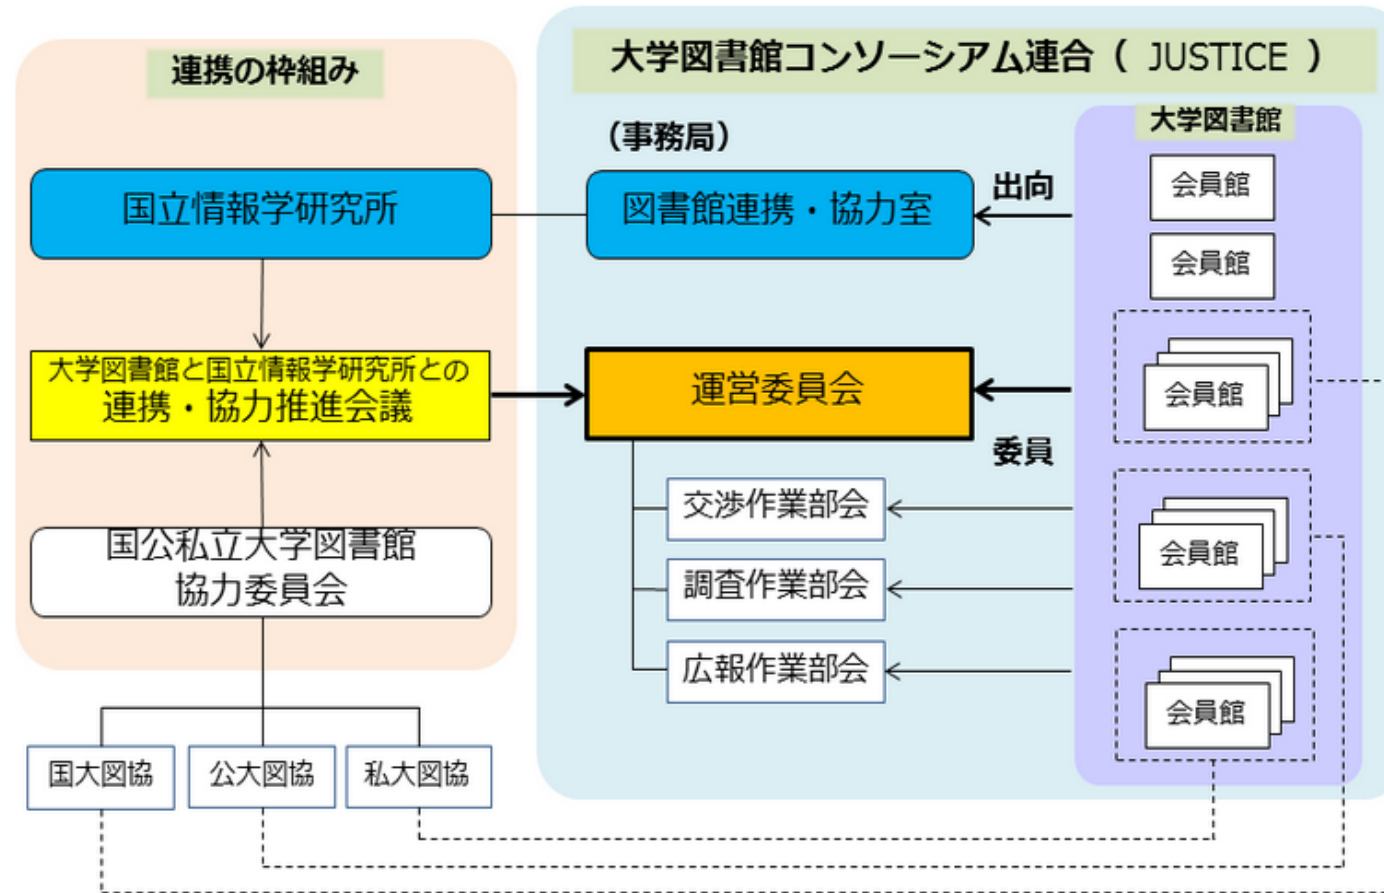 連携の枠組み
国立情報学研究所
大学図書館と国立情報学研究所との
連携・協力推進会議
国公私立大学図書館
協力委員会
国大図協
公大図協
私大図協
大学図書館コンソーシアム連合（ JUSTICE ）
（事務局）
図書館連携・協力室
出向
運営委員会
委員
交渉作業部会
調査作業部会
広報作業部会
大学図書館
会員館
会員館
会員館
会員館
会員館